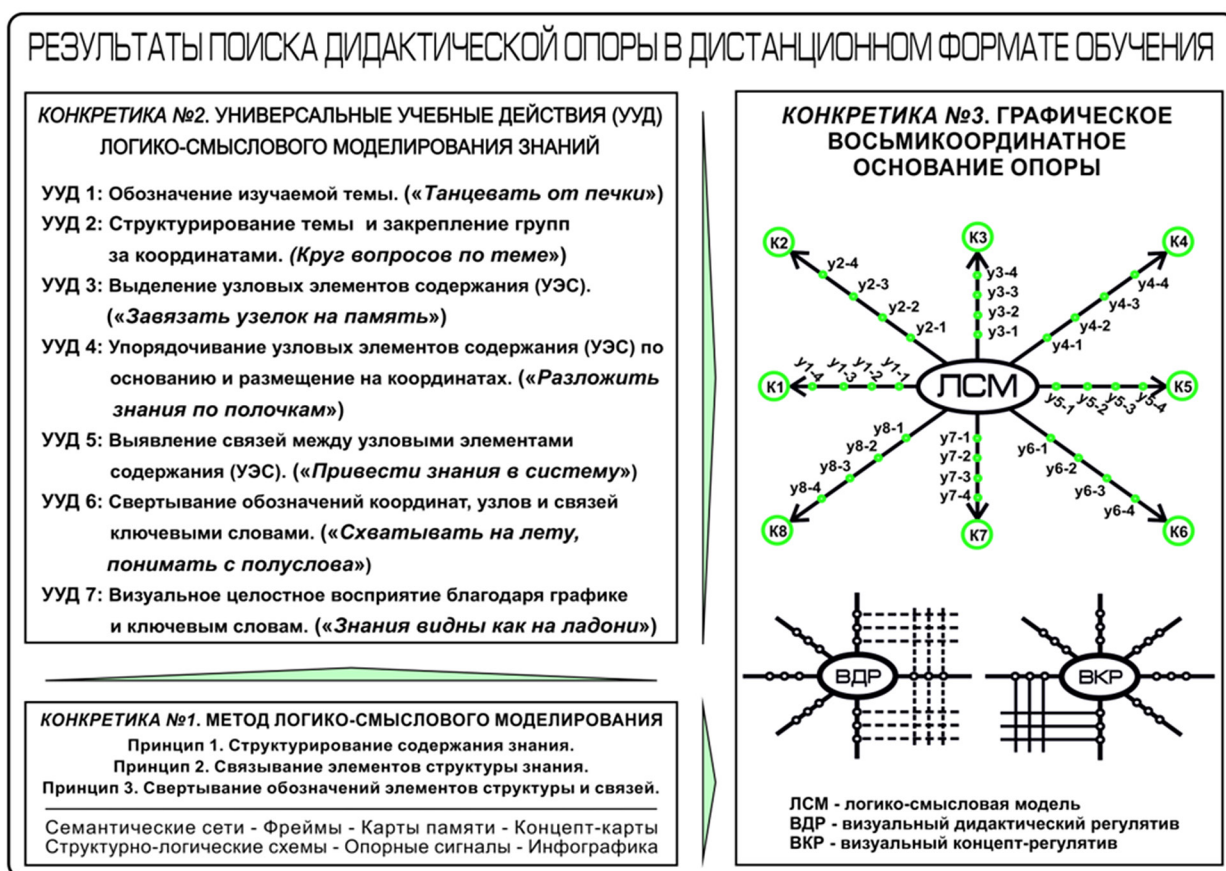 РЕЗУЛЬТАТЫ ПОИСКА ДИДАКТИЧЕСКОЙ ОПОРЫ В ДИСТАНЦИОННОМ ФОРМАТЕ ОБУЧЕНИЯ
КОНКРЕТИКА №2. УНИВЕРСАЛЬНЫЕ УЧЕБНЫЕ ДЕЙСТВИЯ (УУД)
ЛОГИКО-СМЫСЛОВОГО МОДЕЛИРОВАНИЯ ЗНАНИЙ
УУД 1: Обозначение изучаемой темы. («Танцевать от печки»)
УУД 2: Структурирование темы и закрепление групп
за координатами. (Круг вопросов по теме»)
УУД 3: Выделение узловых элементов содержания (УЭС).
(«Завязать узелок на память»)
УУД 4: Упорядочивание узловых элементов содержания (УЭС) по
основанию и размещение на координатах. («Разложить
знания по полочкам»)
УУД 5: Выявление связей между узловыми элементами
содержания (УЭС). («Привести знания в систему»)
УУД 6: Свертывание обозначений координат, узлов и связей
ключевыми словами. («Схватывать на лету,
понимать с полуслова»)
УУД 7: Визуальное целостное восприятие благодаря графике
и ключевым словам. («Знания видны как на ладони»)
КОНКРЕТИКА №1. МЕТОД ЛОГИКО-СМЫСЛОВОГО МОДЕЛИРОВАНИЯ
Принцип 1. Структурирование содержания знания.
Принцип 2. Связывание элементов структуры знания.
Принцип 3. Свертывание обозначений элементов структуры и связей.
Семантические сети - Фреймы - Карты памяти - Концепт-карты
Структурно-логические схемы - Опорные сигналы - Инфографика
КОНКРЕТИКА №3. ГРАФИЧЕСКОЕ
ВОСЬМИКООРДИНАТНОЕ
ОСНОВАНИЕ ОПОРЫ
К2 К3 К4
у2-4 у3-4 у4-4
у2-3 у3-3 у4-3
у2-2 у3-2 у4-2
у2-1 у3-1 у4-1
К1 у1-4 у1-3 у1-2 у1-1 ЛСМ у5-1 у5-2 у5-3 у5-4 К5
у8-1 у7-1 у6-1
у8-2 у7-2 у6-2
у8-3 у7-3 у6-3
у8-4 у7-4 у6-4
К8 К7 К6
ВДР ВКР
ЛСМ - логико-смысловая модель
ВДР - визуальный дидактический регулятив
ВКР - визуальный концепт-регулятив